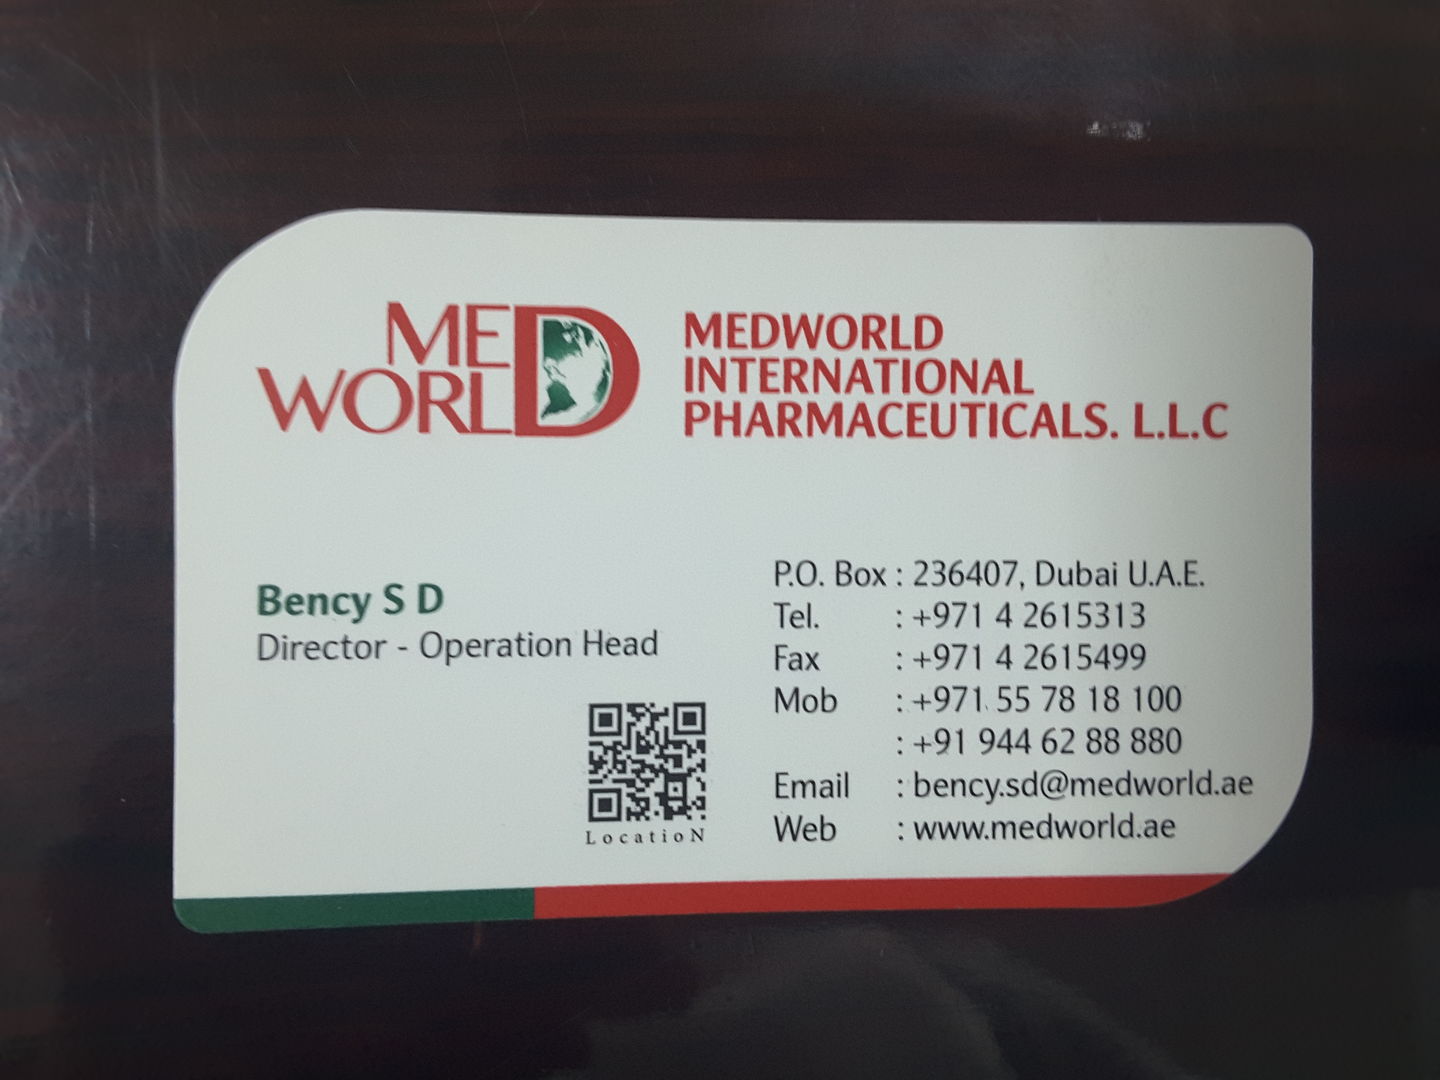 MED
WORLD
MEDWORLD
INTERNATIONAL
PHARMACEUTICALS. L.L.C
Bency S D
Director - Operation Head
LocatioN
P.O. Box : 236407, Dubai U.A.E.
Tel. : +971 4 2615313
Fax : +971 4 2615499
Mob : +971 55 78 18 100
: +91 944 62 88 880
Email : bency.sd@medworld.ae
Web : www.medworld.ae